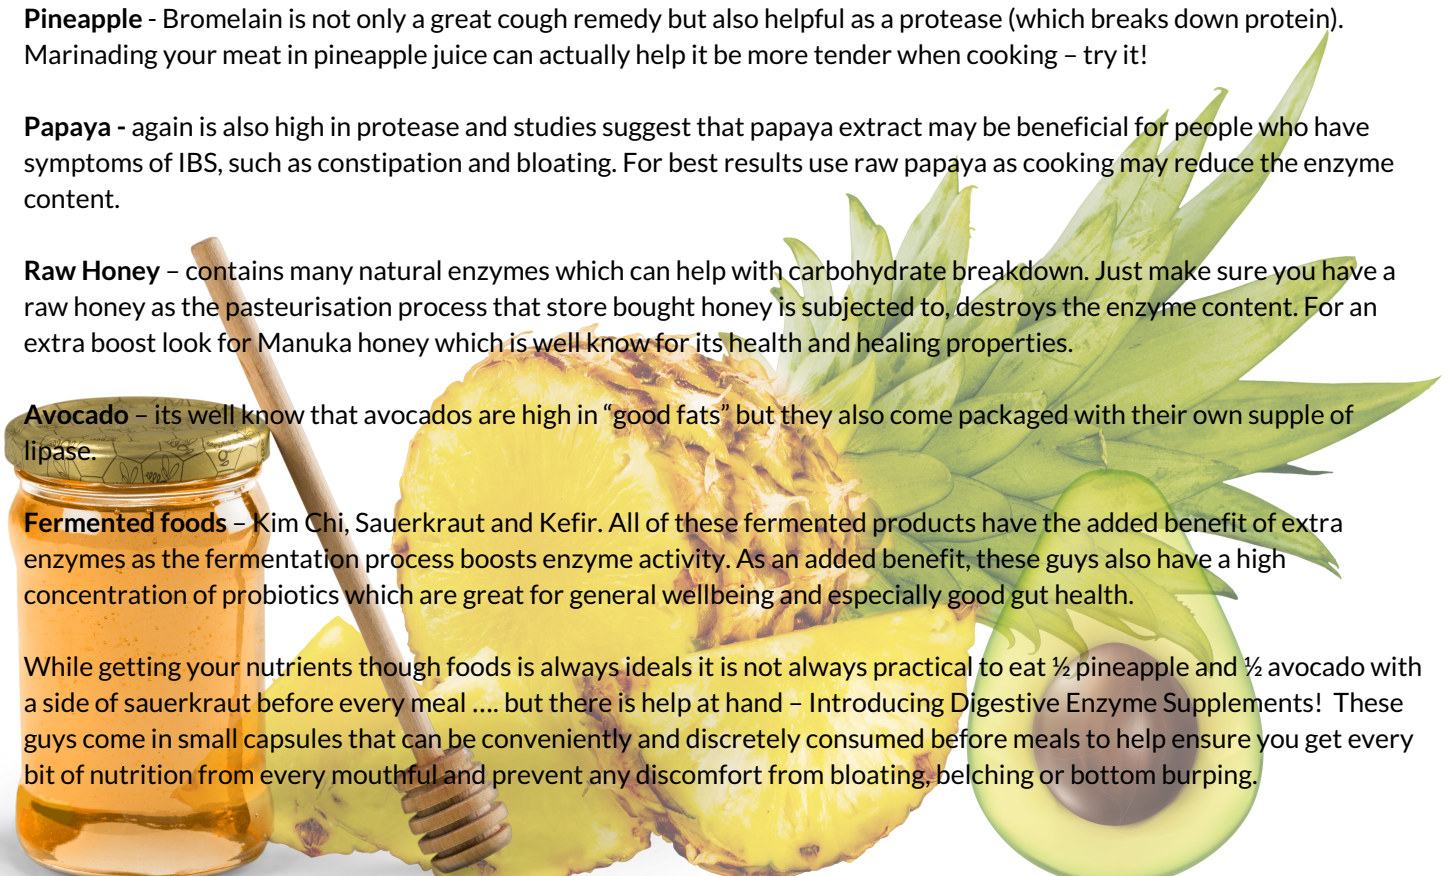 Pineapple - Bromelain is not only a great cough remedy but also helpful as a protease (which breaks down protein).
Marinading your meat in pineapple juice can actually help it be more tender when cooking – try it!
Papaya - again is also high in protease and studies suggest that papaya extract may be beneficial for people who have
symptoms of IBS, such as constipation and bloating. For best results use raw papaya as cooking may reduce the enzyme
content.
Raw Honey – contains many natural enzymes which can help with carbohydrate breakdown. Just make sure you have a
raw honey as the pasteurisation process that store bought honey is subjected to, destroys the enzyme content. For an
extra boost look for Manuka honey which is well know for its health and healing properties.
Avocado – its well know that avocados are high in “good fats” but they also come packaged with their own supple of
lipase.
Fermented foods – Kim Chi, Sauerkraut and Kefir. All of these fermented products have the added benefit of extra
enzymes as the fermentation process boosts enzyme activity. As an added benefit, these guys also have a high
concentration of probiotics which are great for general wellbeing and especially good gut health.
While getting your nutrients though foods is always ideals it is not always practical to eat ½ pineapple and ½ avocado with
a side of sauerkraut before every meal .... but there is help at hand – Introducing Digestive Enzyme Supplements!  These
guys come in small capsules that can be conveniently and discretely consumed before meals to help ensure you get every
bit of nutrition from every mouthful and prevent any discomfort from bloating, belching or bottom burping.